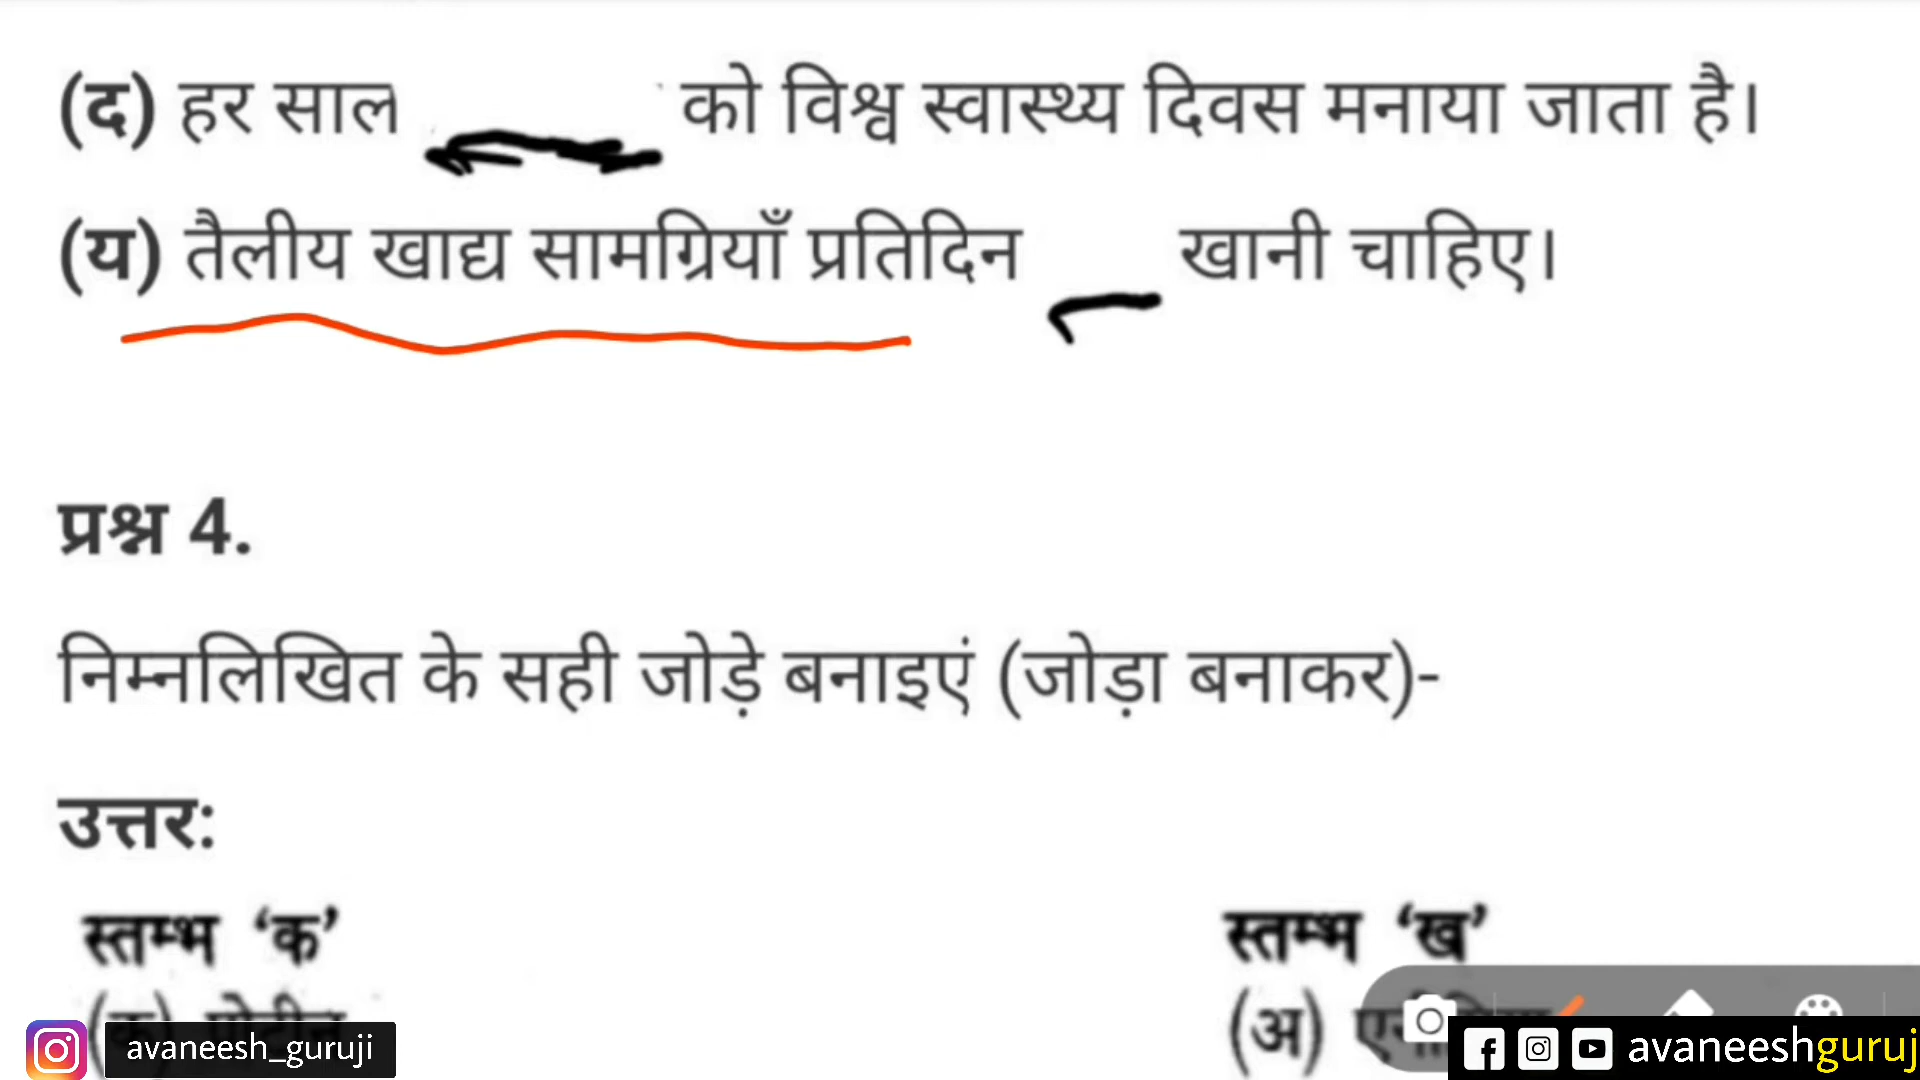 (द) हर साल को विश्व स्वास्थ्य दिवस मनाया जाता है।
(य) तैलीय खाद्य सामग्रियाँ प्रतिदिन खानी चाहिए।
प्रश्न 4.
निम्नलिखित के सही जोड़े बनाइएं (जोड़ा बनाकर)-
उत्तर:
स्तम्भ ‘क’ स्तम्भ ‘ख’
(क) प्रोटीन (अ)
avaneesh_guruji avaneeshguruj